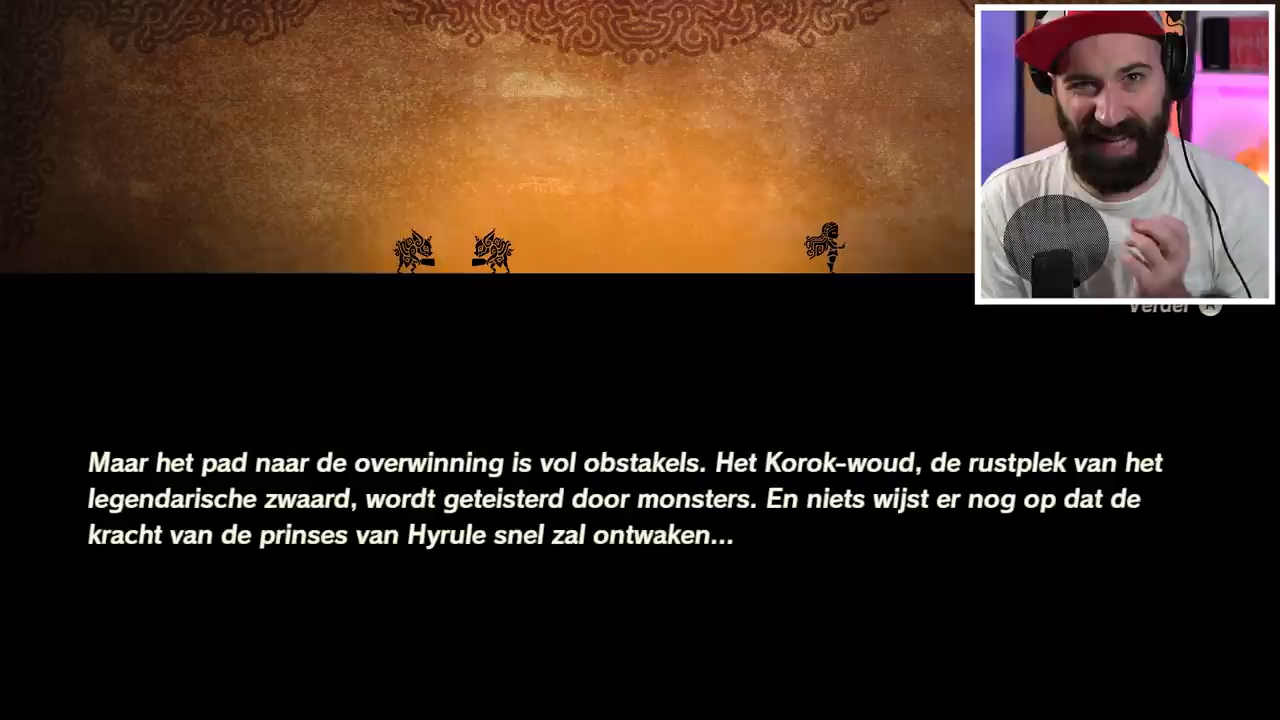 Verder A
Maar het pad naar de overwinning is vol obstakels. Het Korok-woud, de rustplek van het
legendarische zwaard, wordt geteisterd door monsters. En niets wijst er nog op dat de
kracht van de prinses van Hyrule snel zal ontwaken...